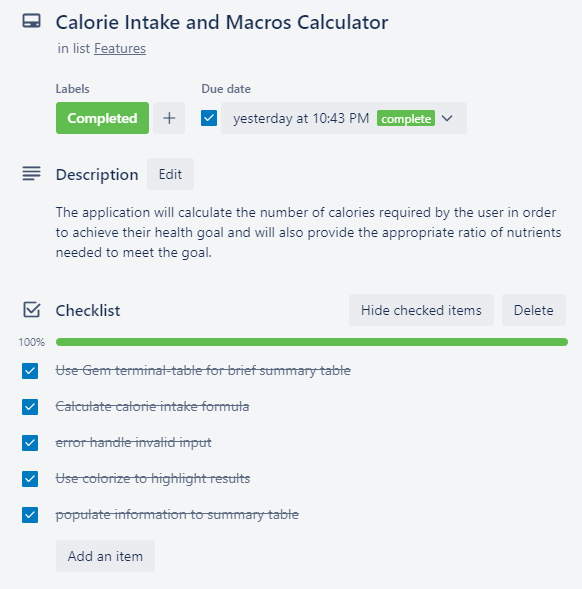 Calorie Intake and Macros Calculator
in list Features
Labels
Due date
Completed
+
yesterday at 10:43 PM complete
Description
Edit
The application will calculate the number of calories required by the user in order
to achieve their health goal and will also provide the appropriate ratio of nutrients
needed to meet the goal.
Checklist
Hide checked items
Delete
100%
Use Gem terminal-table for brief summary table
Calculate calorie intake formula
error handle invalid input
Use colorize to highlight results
populate information to summary table
Add an item